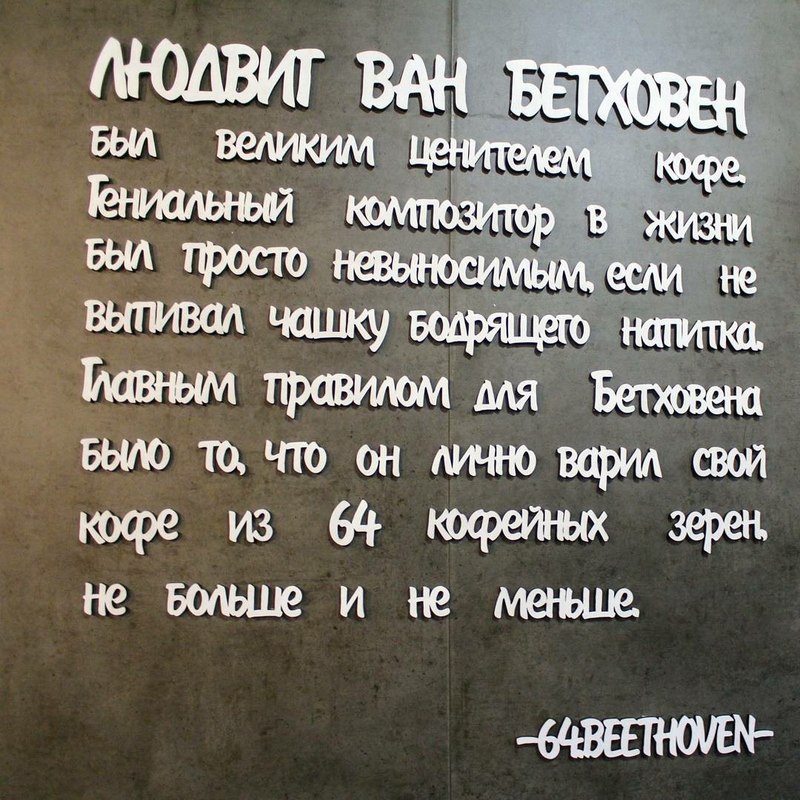 ЛЮДВИГ ВАН БЕТХОВЕН
был великим ценителем кофе.
Гениальный композитор в жизни
был просто невыносимым, если не
выпивал чашку бодрящего напитка.
Главным правилом для Бетховена
было то, что он лично варил свой
кофе из 64 кофейных зерен,
не больше и не меньше.
-64.BEETHOVEN-